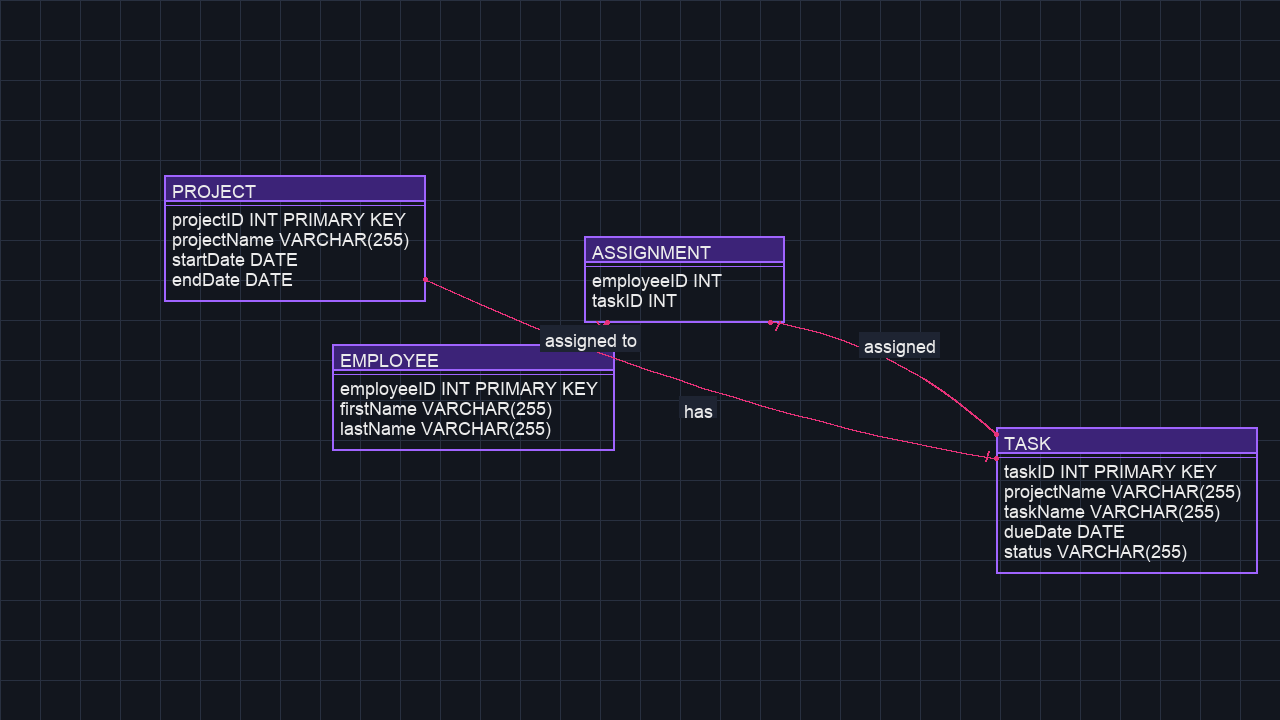 PROJECT
projectID INT PRIMARY KEY
projectName VARCHAR(255)
startDate DATE
endDate DATE
ASSIGNMENT
employeeID INT
taskID INT
assigned to
assigned
EMPLOYEE
employeeID INT PRIMARY KEY
firstName VARCHAR(255)
lastName VARCHAR(255)
has
TASK
taskID INT PRIMARY KEY
projectName VARCHAR(255)
taskName VARCHAR(255)
dueDate DATE
status VARCHAR(255)